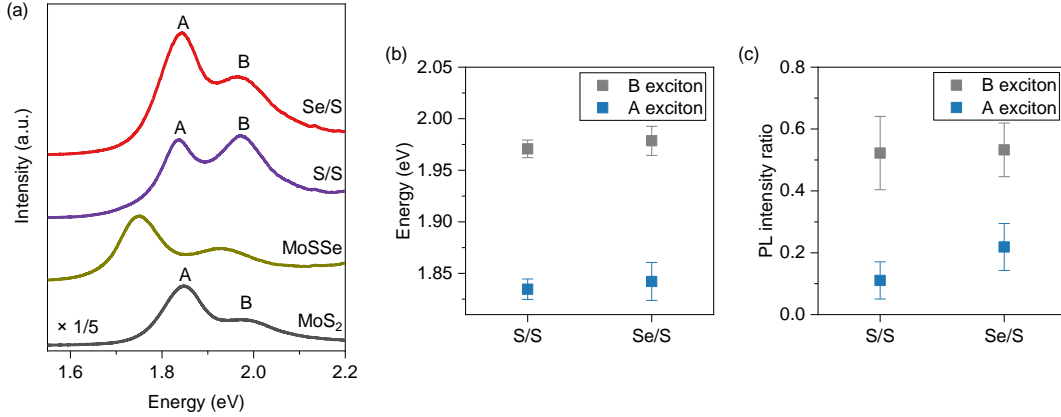 (a)
A
B
Se/S
A
B
S/S
MoSSe
A
B
× 1/5
MoS₂
Intensity (a.u.)
1.6
1.8
2.0
2.2
Energy (eV)
(b)
2.05
2.00
1.95
1.90
1.85
Energy (eV)
B exciton
A exciton
S/S
Se/S
(c)
0.8
0.6
0.4
0.2
0.0
PL intensity ratio
B exciton
A exciton
S/S
Se/S